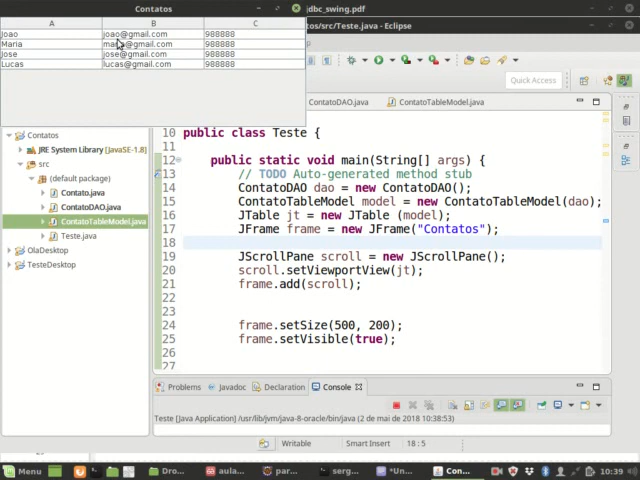 Contatos
jdbc_swing.pdf
tos/src/Teste.java - Eclipse
A B C
Joao joao@gmail.com 988888
Maria maria@gmail.com 988888
Jose jose@gmail.com 988888
Lucas lucas@gmail.com 988888
Quick Access
ontatoDAO.java
ContatoTableModel.java
Contatos
JRE System Library [JavaSE-1.8]
src
(default package)
Contato.java
ContatoDAO.java
ContatoTableModel.java
Teste.java
OlaDesktop
TesteDesktop
10 public class Teste {
11
12 public static void main(String[] args) {
13 // TODO Auto-generated method stub
14 ContatoDAO dao = new ContatoDAO();
15 ContatoTableModel model = new ContatoTableModel(dao);
16 JTable jt = new JTable (model);
17 JFrame frame = new JFrame("Contatos");
18
19 JScrollPane scroll = new JScrollPane();
20 scroll.setViewportView(jt);
21 frame.add(scroll);
22
23
24 frame.setSize(500, 200);
25 frame.setVisible(true);
26
27
Problems Javadoc Declaration Console
Teste [Java Application] /usr/lib/jvm/java-8-oracle/bin/java (2 de mai de 2018 10:38:53)
Writable Smart Insert 18 : 5
Menu Dro... aula... par... serg... *Un... Con... 10:39